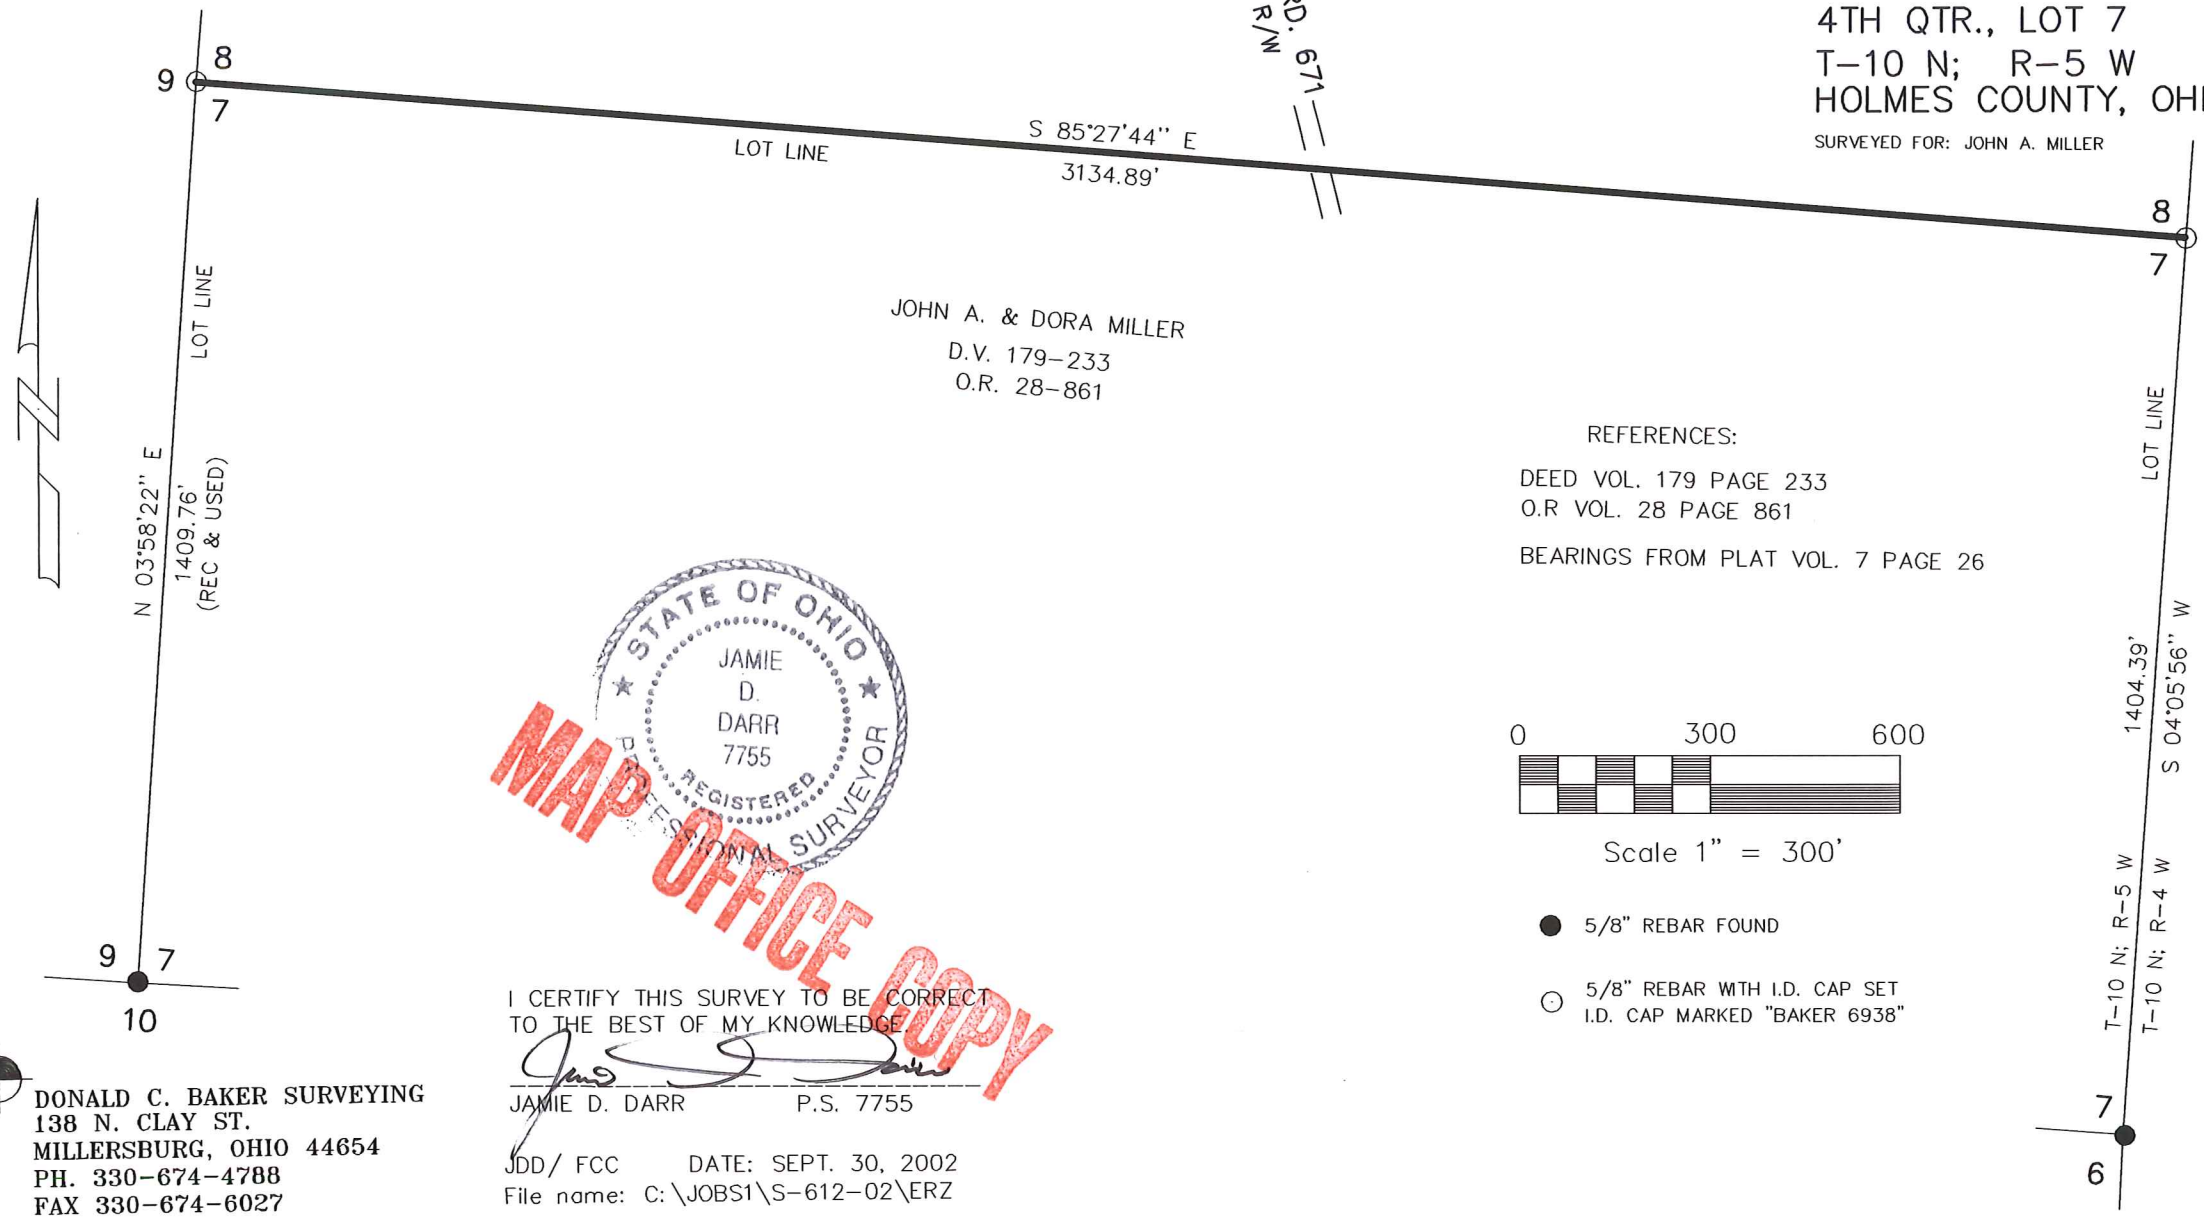 4TH QTR., LOT 7
T-10 N; R-5 W
HOLMES COUNTY, OHI
SURVEYED FOR: JOHN A. MILLER
RD. 671
R/W
9 8
7
S 85°27'44'' E
LOT LINE
3134.89'
8
7
LOT LINE
N 03°58'22'' E
1409.76'
(REC & USED)
N
JOHN A. & DORA MILLER
D.V. 179-233
O.R. 28-861
REFERENCES:
DEED VOL. 179 PAGE 233
O.R VOL. 28 PAGE 861
BEARINGS FROM PLAT VOL. 7 PAGE 26
LOT LINE
1404.39'
S 04°05'56'' W
T-10 N; R-5 W
T-10 N; R-4 W
STATE OF OHIO
JAMIE
D.
DARR
7755
REGISTERED
PROFESSIONAL SURVEYOR
MAP OFFICE COPY
0 300 600
Scale 1" = 300'
5/8" REBAR FOUND
5/8" REBAR WITH I.D. CAP SET
I.D. CAP MARKED "BAKER 6938"
9 7
10
7
6
I CERTIFY THIS SURVEY TO BE CORRECT
TO THE BEST OF MY KNOWLEDGE.
JAMIE D. DARR P.S. 7755
JDD/ FCC DATE: SEPT. 30, 2002
File name: C:\JOBS1\S-612-02\ERZ
DONALD C. BAKER SURVEYING
138 N. CLAY ST.
MILLERSBURG, OHIO 44654
PH. 330-674-4788
FAX 330-674-6027